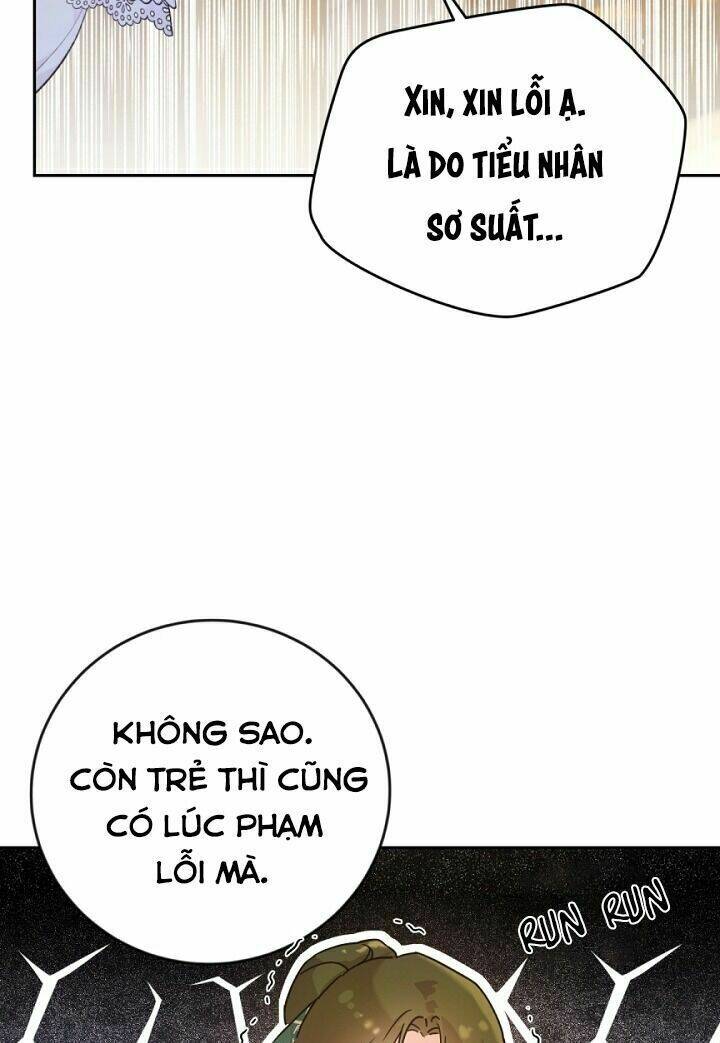 XIN, XIN LỖI Ạ.
LÀ DO TIỂU NHÂN
SƠ SUẤT...
KHÔNG SAO.
CÒN TRẺ THÌ CŨNG
CÓ LÚC PHẠM
LỖI MÀ.
RUN RUN